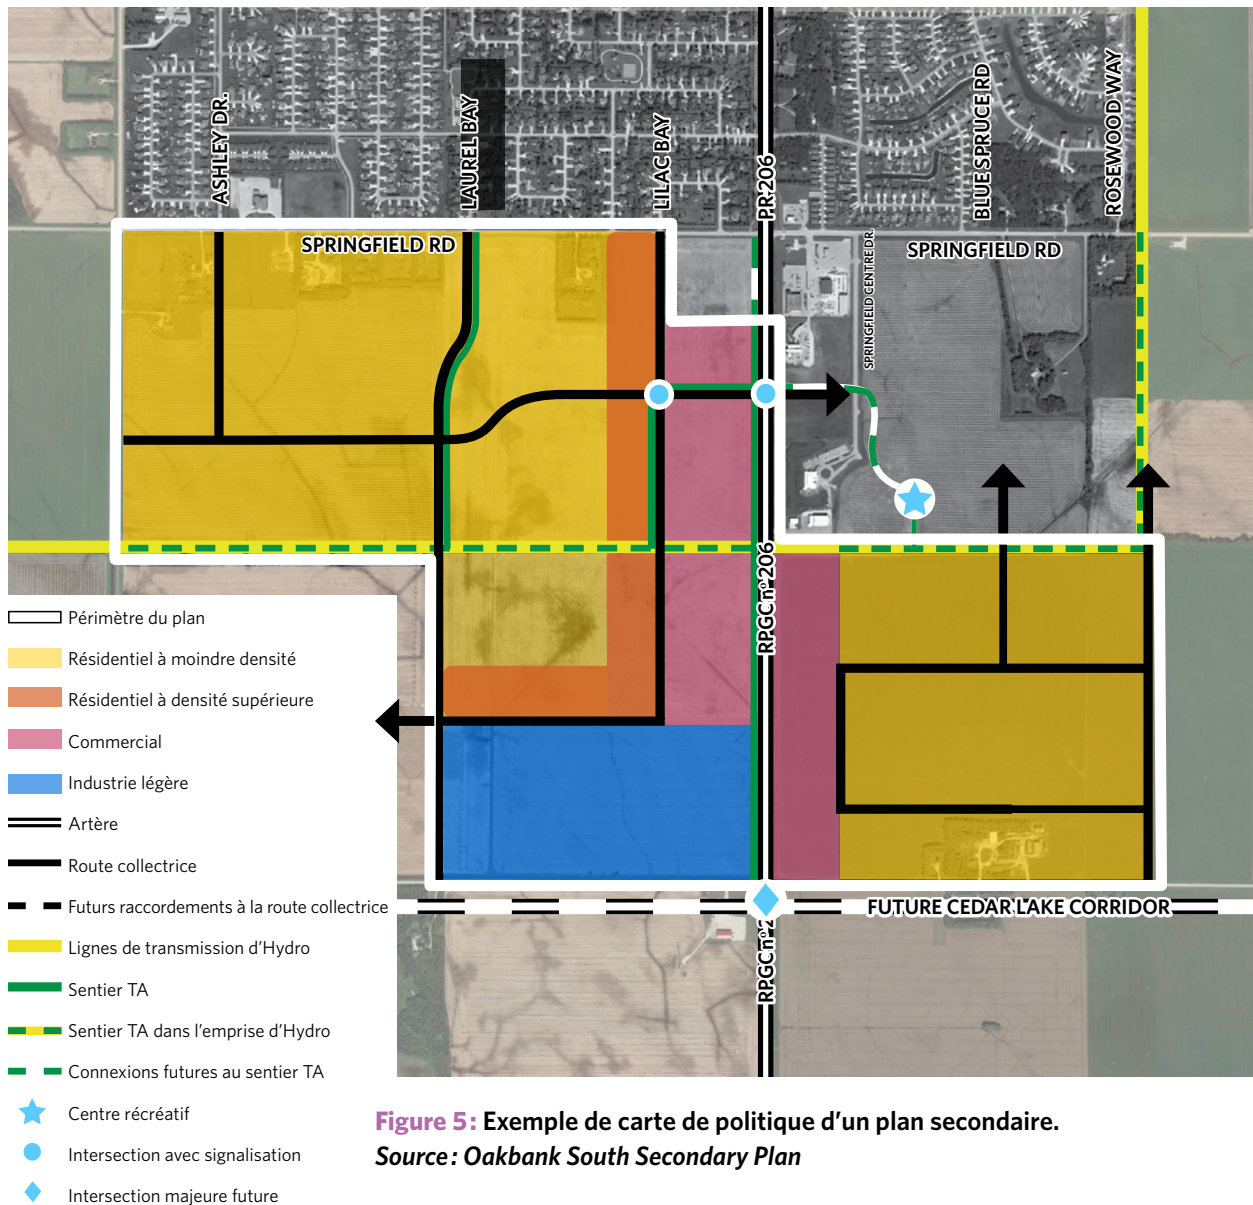 ASHLEY DR.
LAUREL BAY
LILAC BAY
PR 206
BLUE SPRUCE RD
ROSEWOOD WAY
SPRINGFIELD RD
SPRINGFIELD CENTRE DR.
SPRINGFIELD RD
RPGC nº 206
Périmètre du plan
Résidentiel à moindre densité
Résidentiel à densité supérieure
Commercial
Industrie légère
Artère
Route collectrice
Futurs raccordements à la route collectrice
Lignes de transmission d'Hydro
Sentier TA
Sentier TA dans l'emprise d'Hydro
Connexions futures au sentier TA
Centre récréatif
Intersection avec signalisation
Intersection majeure future
FUTURE CEDAR LAKE CORRIDOR
RPGC nº 2
Figure 5 : Exemple de carte de politique d'un plan secondaire.
Source : Oakbank South Secondary Plan